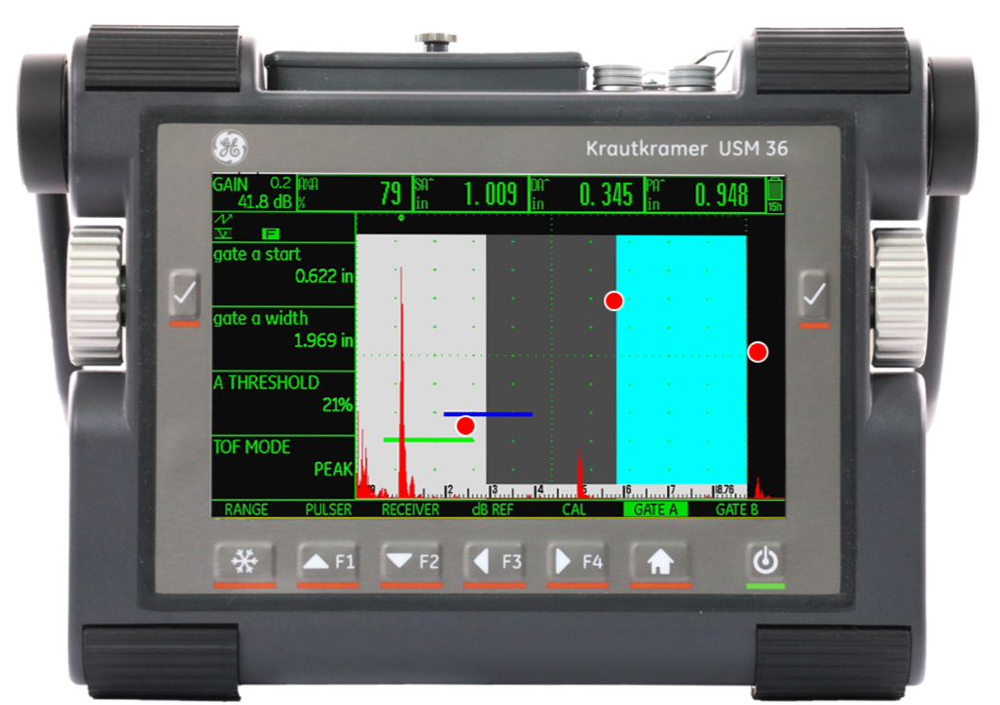 Krautkramer USM 36
GAIN 0.2
41.8 dB
A%A
%
79
SA^
in
1.009
DA^
in
0.345
PA^
in
0.948
15h
F
gate a start
0.622 in
gate a width
1.969 in
A THRESHOLD
21%
TOF MODE
PEAK
2 3 4 5 6 7 8.76
RANGE PULSER RECEIVER dB REF CAL GATE A GATE B
F1 F2 F3 F4